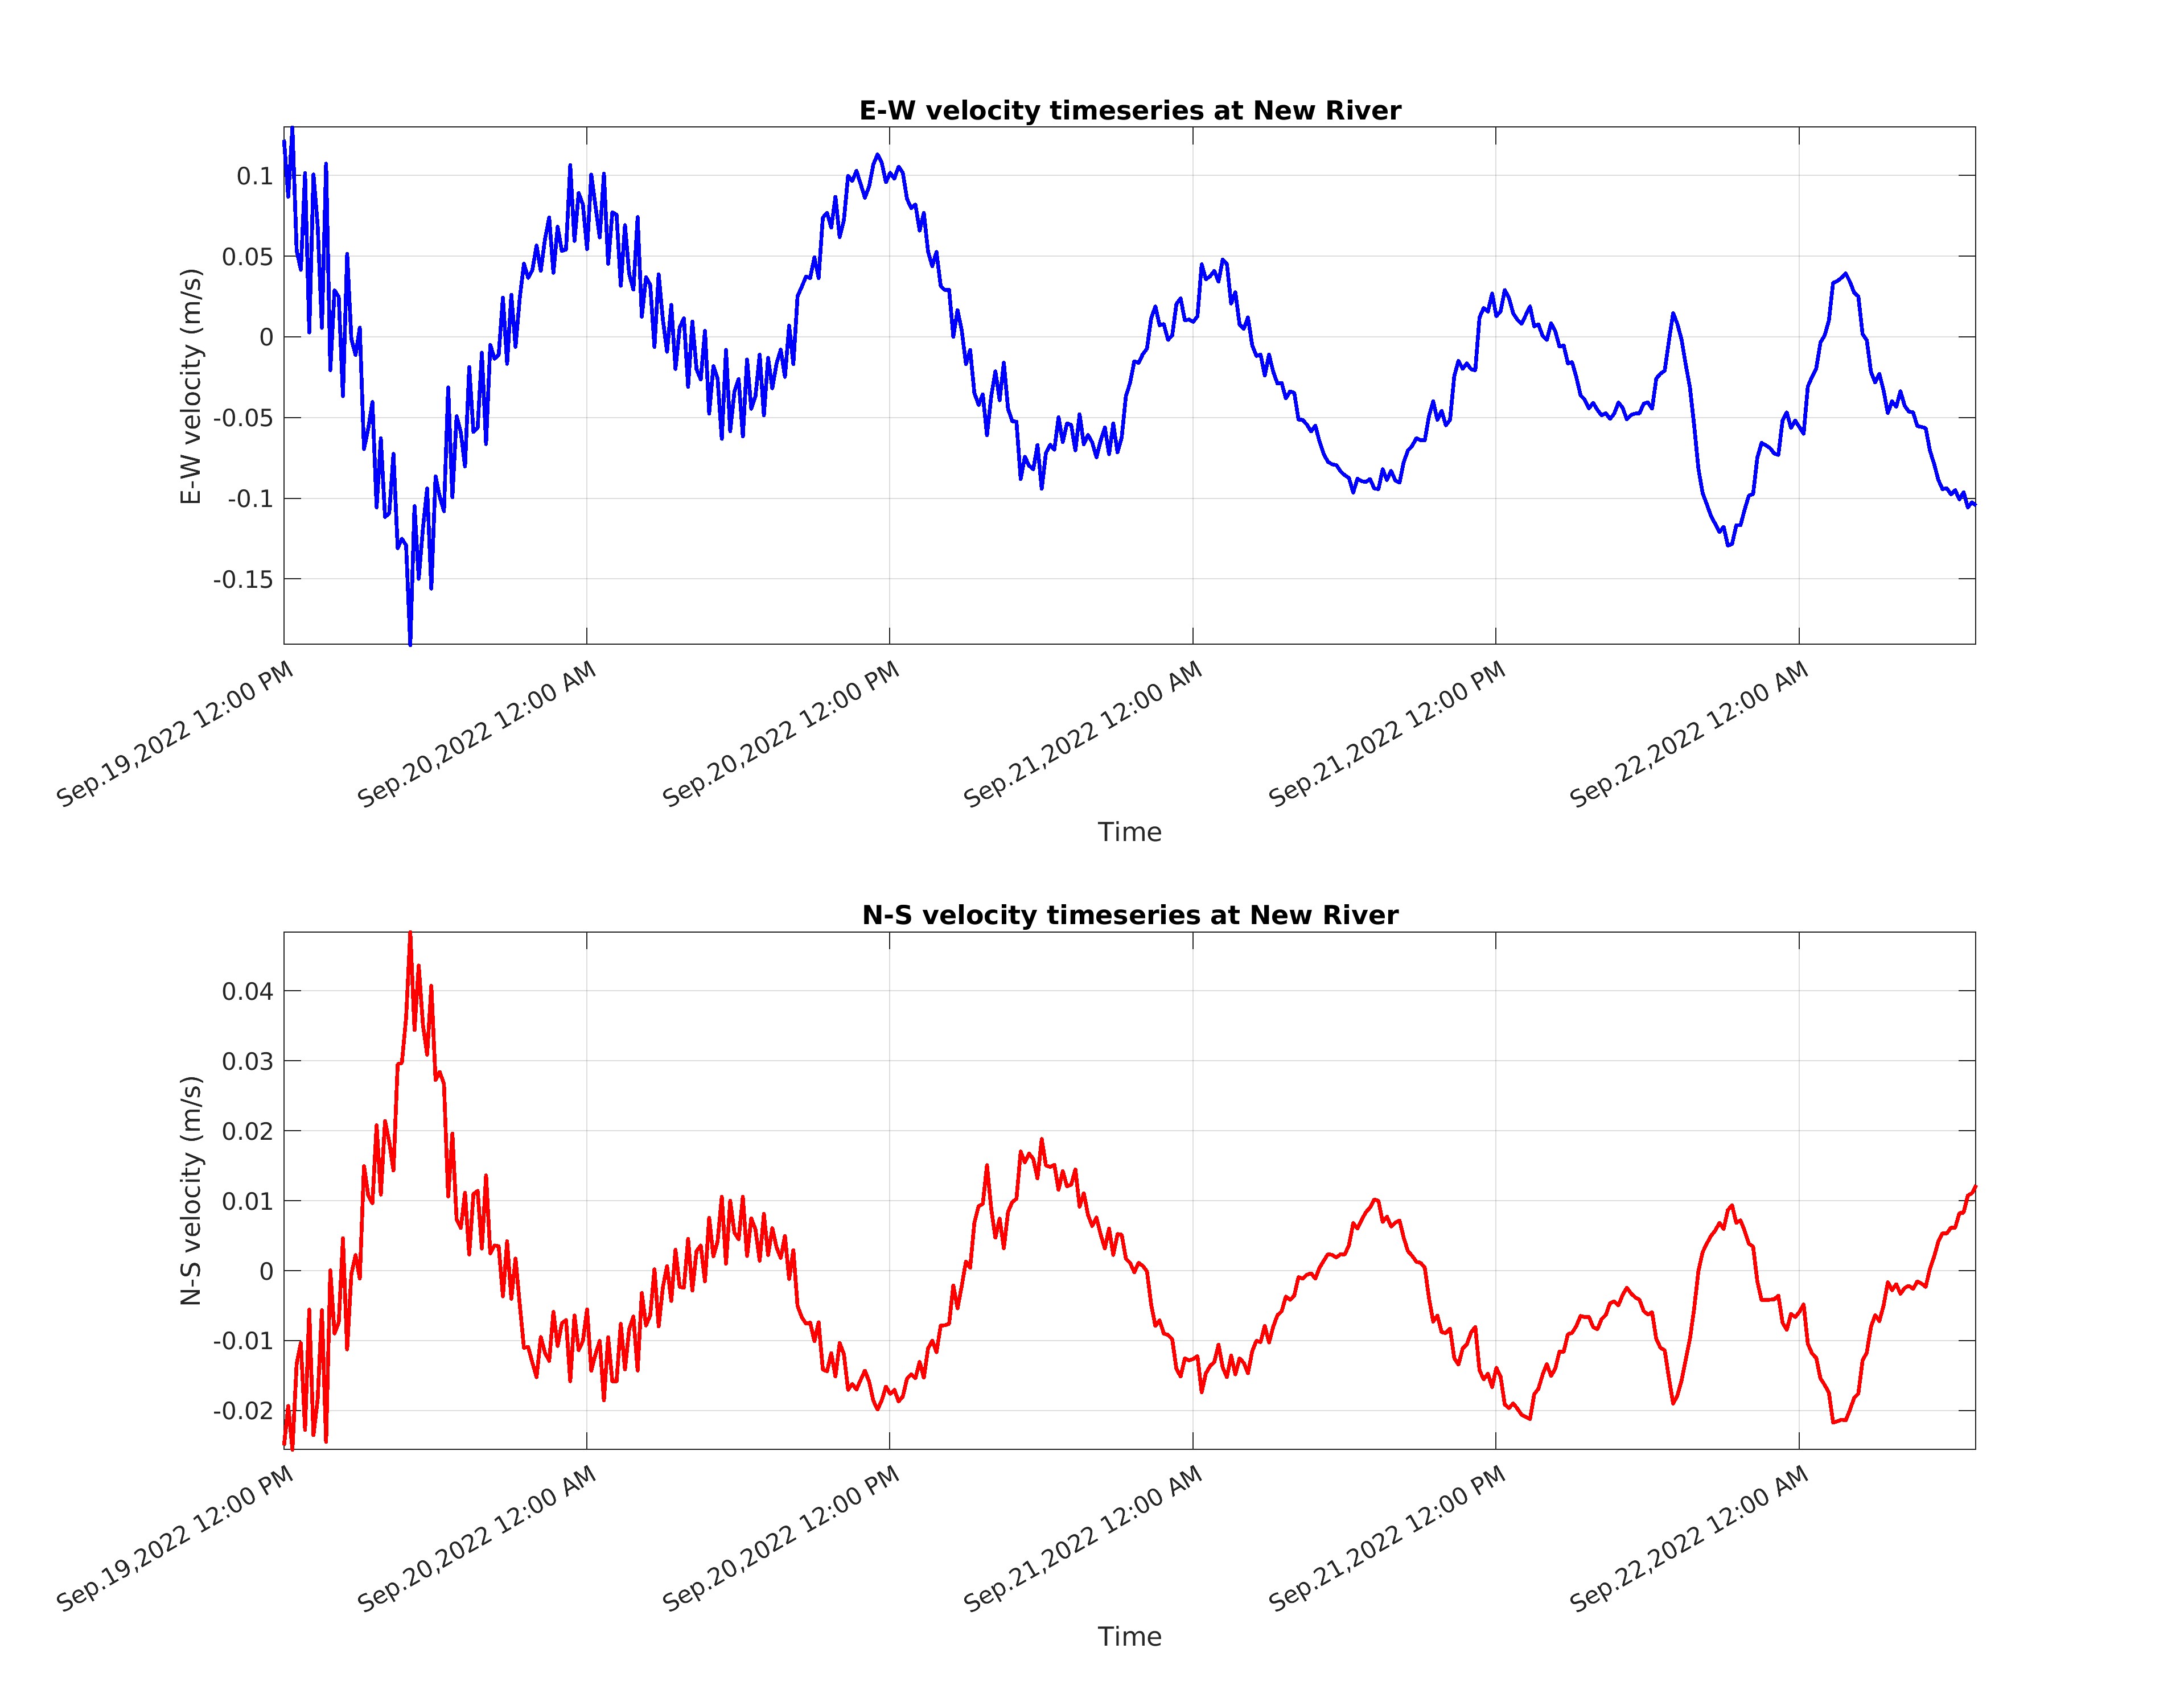 E-W velocity timeseries at New River
E-W velocity (m/s)
0.1
0.05
0
-0.05
-0.1
-0.15
Sep.19,2022 12:00 PM
Sep.20,2022 12:00 AM
Sep.20,2022 12:00 PM
Sep.21,2022 12:00 AM
Sep.21,2022 12:00 PM
Sep.22,2022 12:00 AM
Time
N-S velocity timeseries at New River
N-S velocity (m/s)
0.04
0.03
0.02
0.01
0
-0.01
-0.02
Sep.19,2022 12:00 PM
Sep.20,2022 12:00 AM
Sep.20,2022 12:00 PM
Sep.21,2022 12:00 AM
Sep.21,2022 12:00 PM
Sep.22,2022 12:00 AM
Time